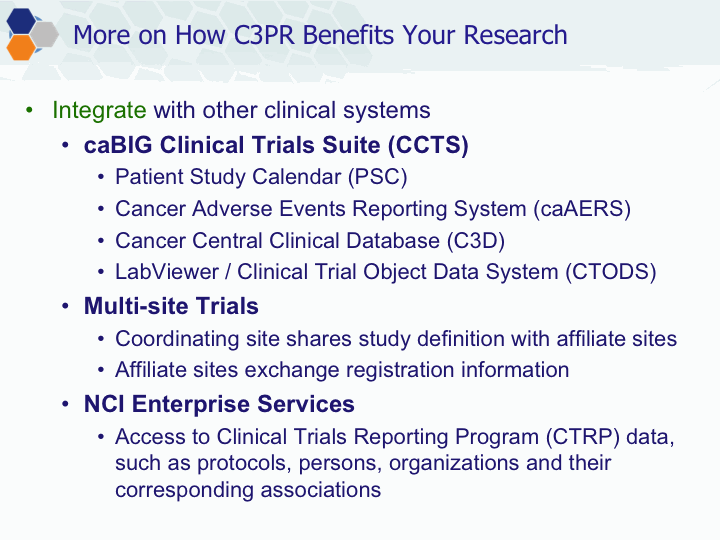 More on How C3PR Benefits Your Research
• Integrate with other clinical systems
• caBIG Clinical Trials Suite (CCTS)
• Patient Study Calendar (PSC)
• Cancer Adverse Events Reporting System (caAERS)
• Cancer Central Clinical Database (C3D)
• LabViewer / Clinical Trial Object Data System (CTODS)
• Multi-site Trials
• Coordinating site shares study definition with affiliate sites
• Affiliate sites exchange registration information
• NCI Enterprise Services
• Access to Clinical Trials Reporting Program (CTRP) data,
such as protocols, persons, organizations and their
corresponding associations